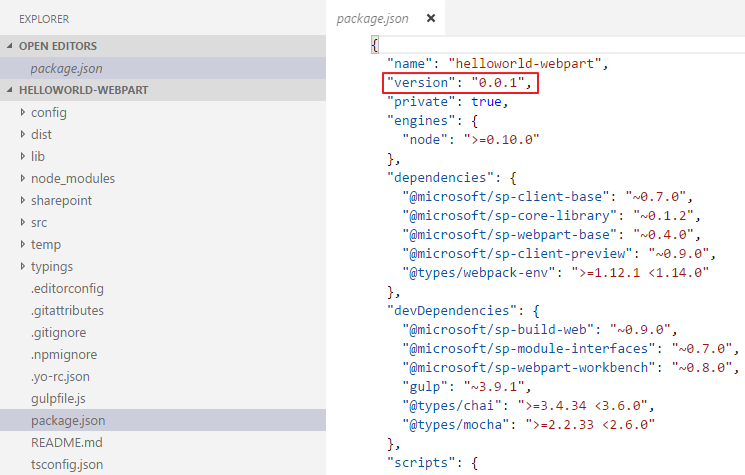 EXPLORER
OPEN EDITORS
package.json
HELLOWORLD-WEBPART
config
dist
lib
node_modules
sharepoint
src
temp
typings
.editorconfig
.gitattributes
.gitignore
.npmignore
.yo-rc.json
gulpfile.js
package.json
README.md
tsconfig.json
package.json ×
{
"name": "helloworld-webpart",
"version": "0.0.1",
"private": true,
"engines": {
"node": ">=0.10.0"
},
"dependencies": {
"@microsoft/sp-client-base": "~0.7.0",
"@microsoft/sp-core-library": "~0.1.2",
"@microsoft/sp-webpart-base": "~0.4.0",
"@microsoft/sp-client-preview": "~0.9.0",
"@types/webpack-env": ">=1.12.1 <1.14.0"
},
"devDependencies": {
"@microsoft/sp-build-web": "~0.9.0",
"@microsoft/sp-module-interfaces": "~0.7.0",
"@microsoft/sp-webpart-workbench": "~0.8.0",
"gulp": "~3.9.1",
"@types/chai": ">=3.4.34 <3.6.0",
"@types/mocha": ">=2.2.33 <2.6.0"
},
"scripts": {